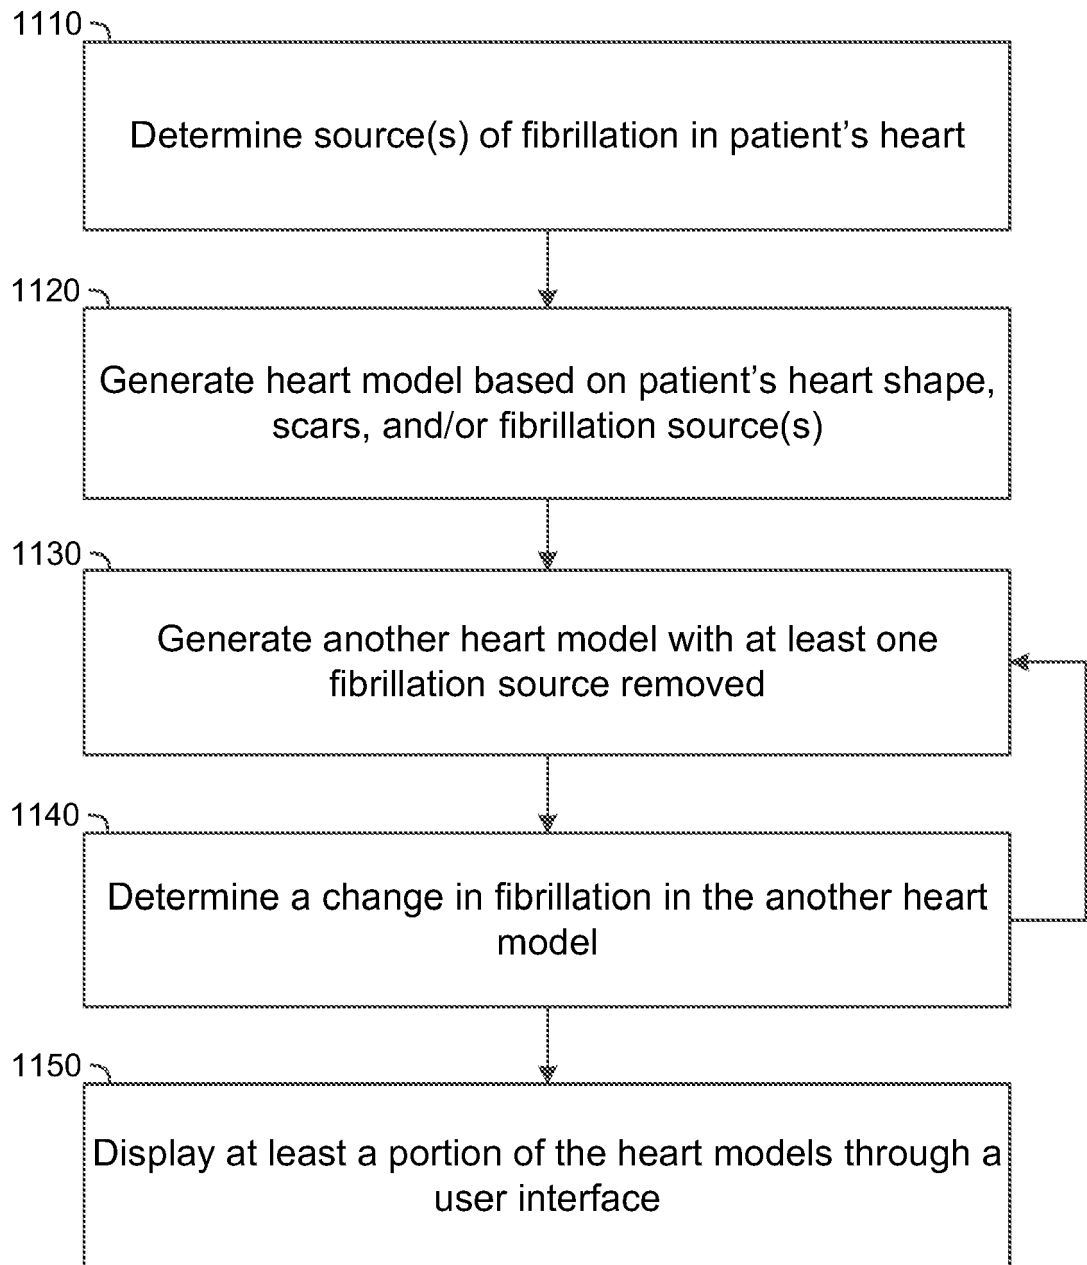 1110
Determine source(s) of fibrillation in patient's heart
1120
Generate heart model based on patient's heart shape,
scars, and/or fibrillation source(s)
1130
Generate another heart model with at least one
fibrillation source removed
1140
Determine a change in fibrillation in the another heart
model
1150
Display at least a portion of the heart models through a
user interface